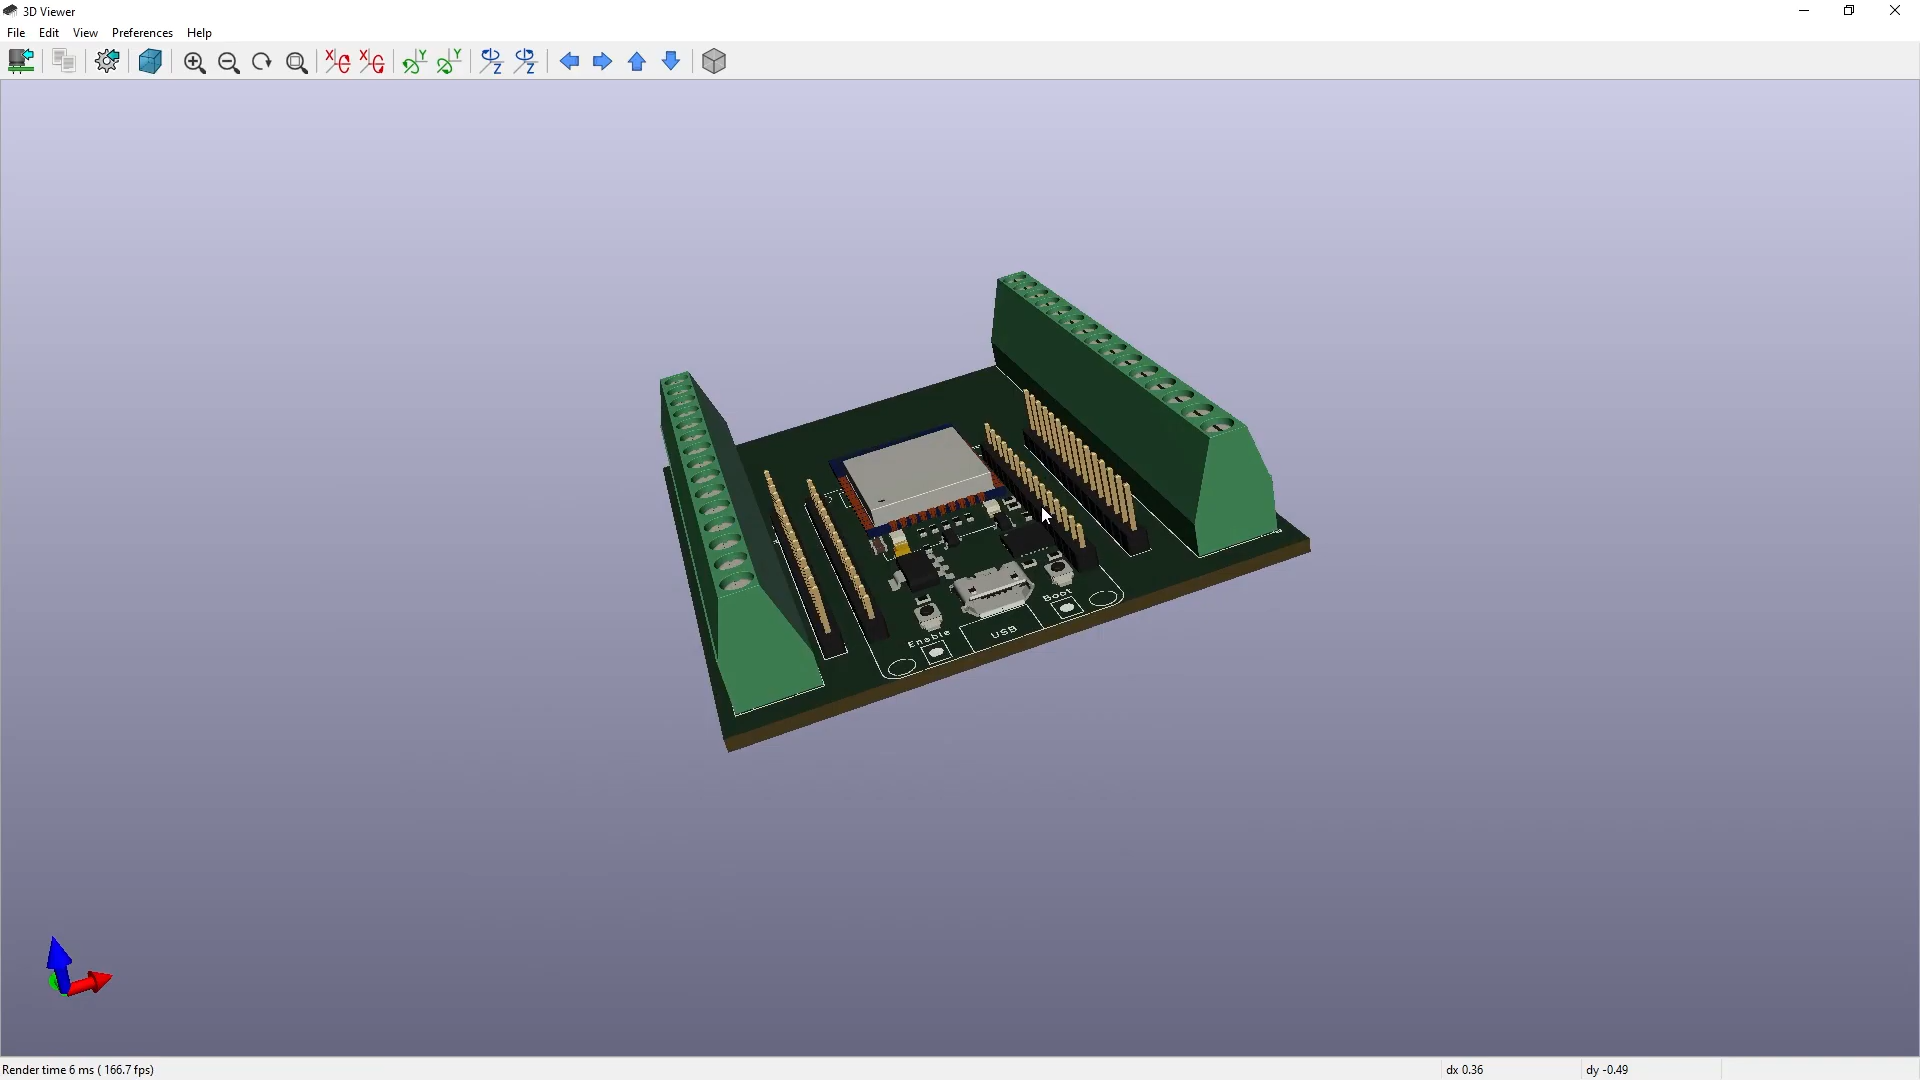 3D Viewer
File Edit View Preferences Help
Boot
Enable
USB
Render time 6 ms ( 166.7 fps)
dx 0.36
dy -0.49